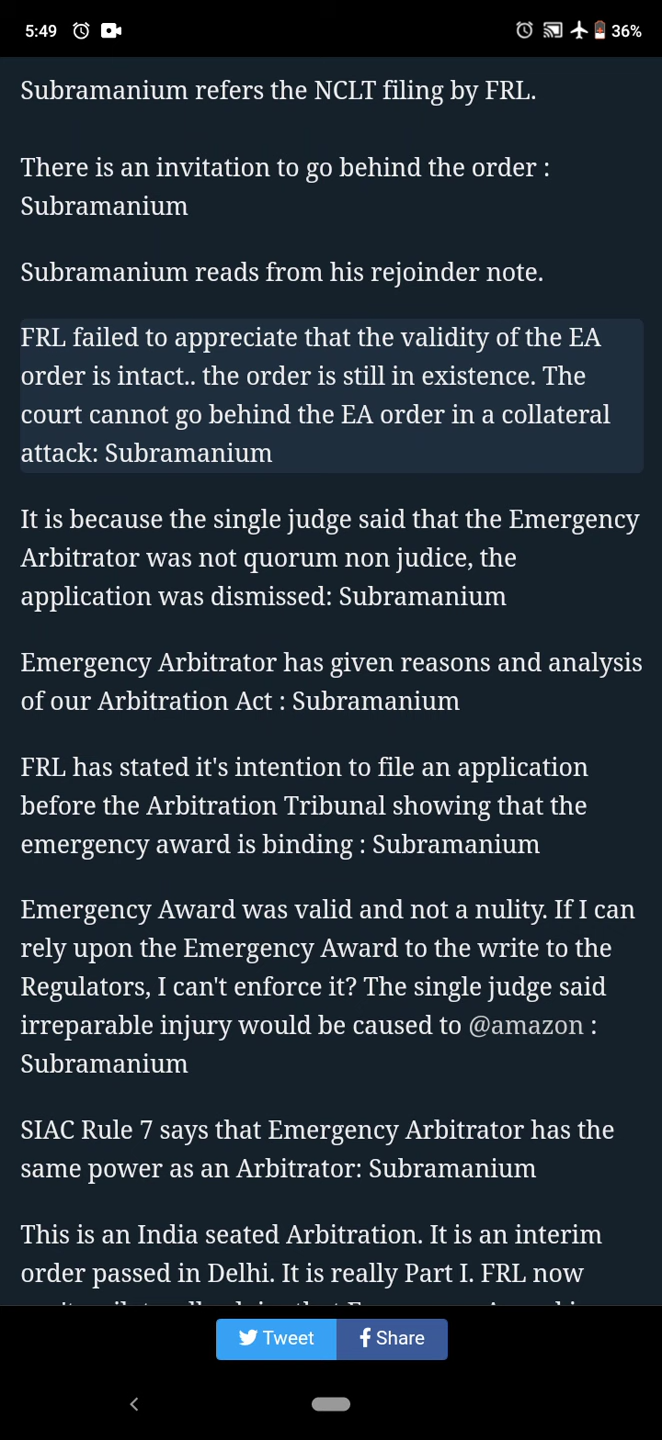 5:49
36%
Subramanium refers the NCLT filing by FRL.
There is an invitation to go behind the order :
Subramanium
Subramanium reads from his rejoinder note.
FRL failed to appreciate that the validity of the EA
order is intact.. the order is still in existence. The
court cannot go behind the EA order in a collateral
attack: Subramanium
It is because the single judge said that the Emergency
Arbitrator was not quorum non judice, the
application was dismissed: Subramanium
Emergency Arbitrator has given reasons and analysis
of our Arbitration Act : Subramanium
FRL has stated it's intention to file an application
before the Arbitration Tribunal showing that the
emergency award is binding : Subramanium
Emergency Award was valid and not a nulity. If I can
rely upon the Emergency Award to the write to the
Regulators, I can't enforce it? The single judge said
irreparable injury would be caused to @amazon :
Subramanium
SIAC Rule 7 says that Emergency Arbitrator has the
same power as an Arbitrator: Subramanium
This is an India seated Arbitration. It is an interim
order passed in Delhi. It is really Part I. FRL now
Tweet
Share